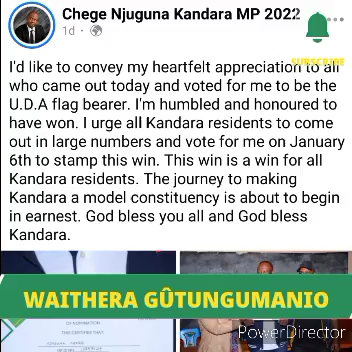 Chege Njuguna Kandara MP 2022
1d
SUBSCRIBE
I'd like to convey my heartfelt appreciation to all
who came out today and voted for me to be the
U.D.A flag bearer. I'm humbled and honoured to
have won. I urge all Kandara residents to come
out in large numbers and vote for me on January
6th to stamp this win. This win is a win for all
Kandara residents. The journey to making
Kandara a model constituency is about to begin
in earnest. God bless you all and God bless
Kandara.
WAITHERA GÛTUNGUMANIO
PowerDirector